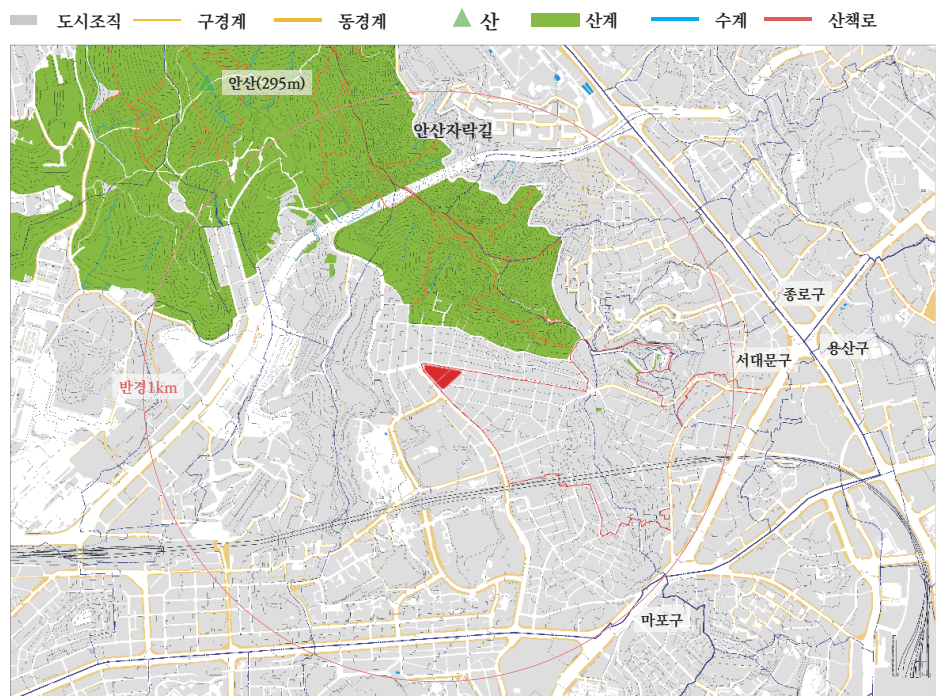 도시조직 구경계 동경계 산 산계 수계 산책로
안산(295m)
안산자락길
종로구
용산구
서대문구
반경1km
마포구